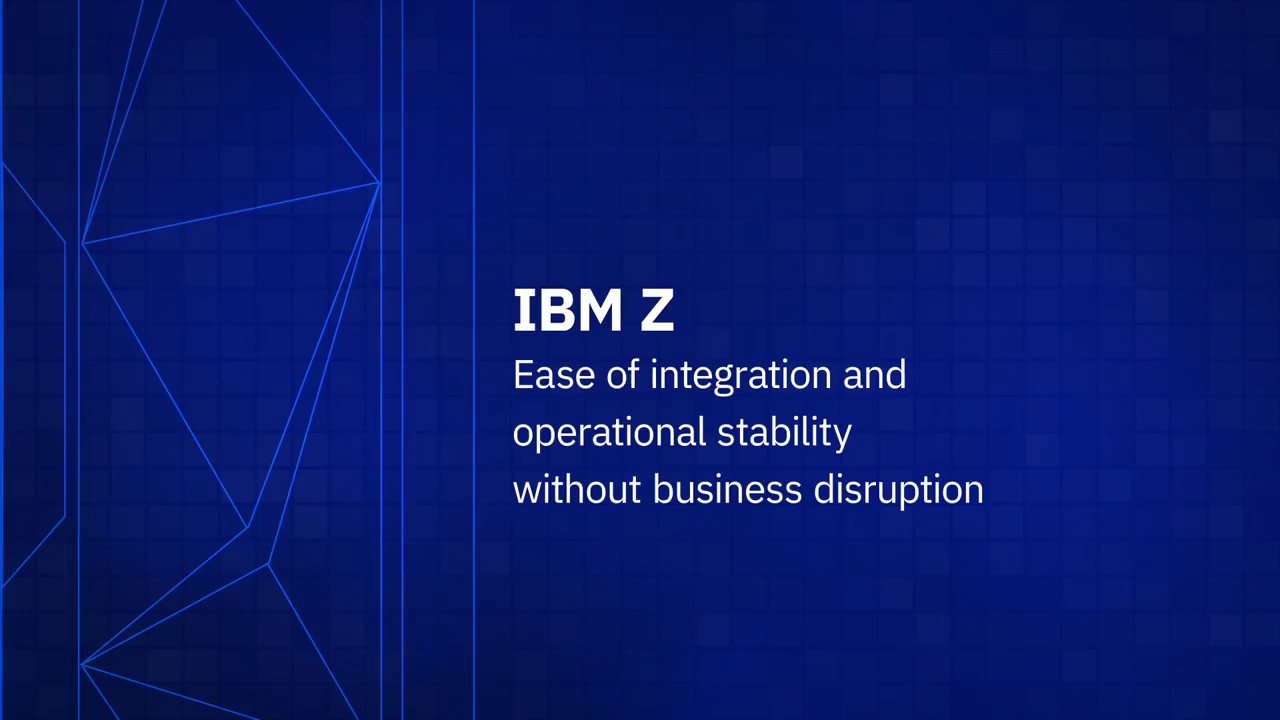 IBM Z
Ease of integration and
operational stability
without business disruption